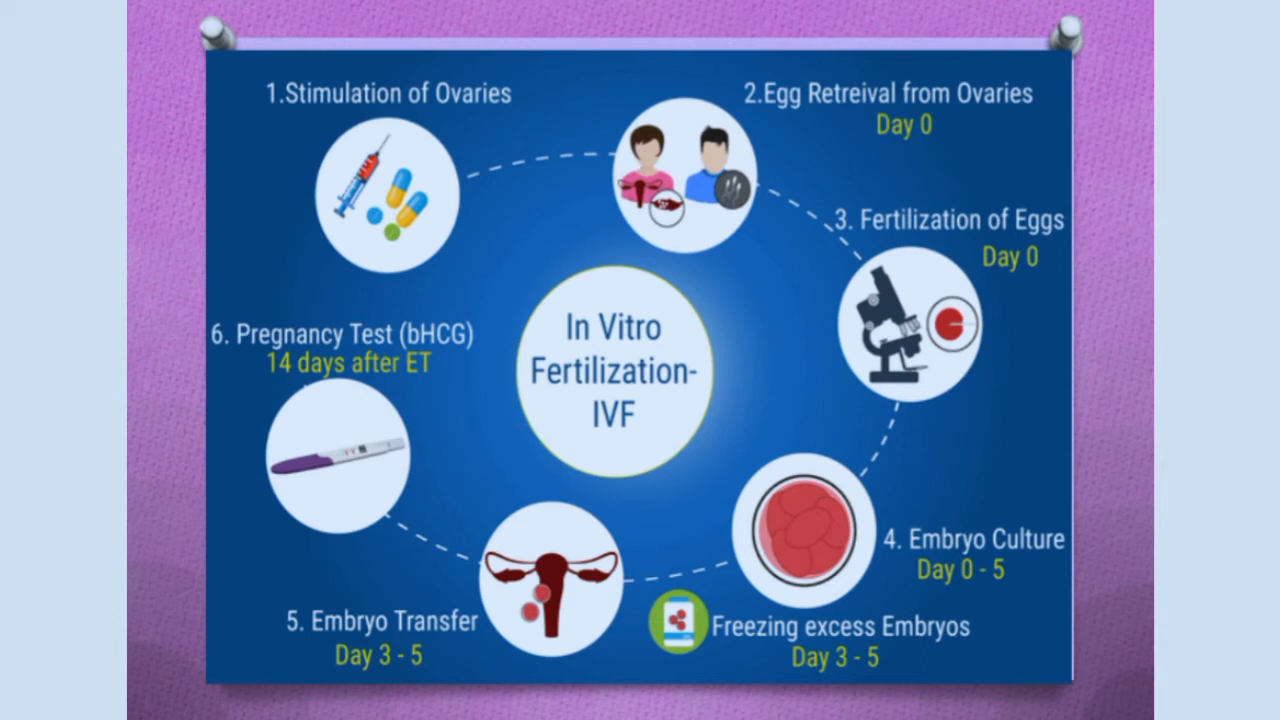 1.Stimulation of Ovaries
2.Egg Retreival from Ovaries
Day 0
3. Fertilization of Eggs
Day 0
In Vitro
Fertilization-
IVF
6. Pregnancy Test (bHCG)
14 days after ET
4. Embryo Culture
Day 0 - 5
5. Embryo Transfer
Day 3 - 5
Freezing excess Embryos
Day 3 - 5